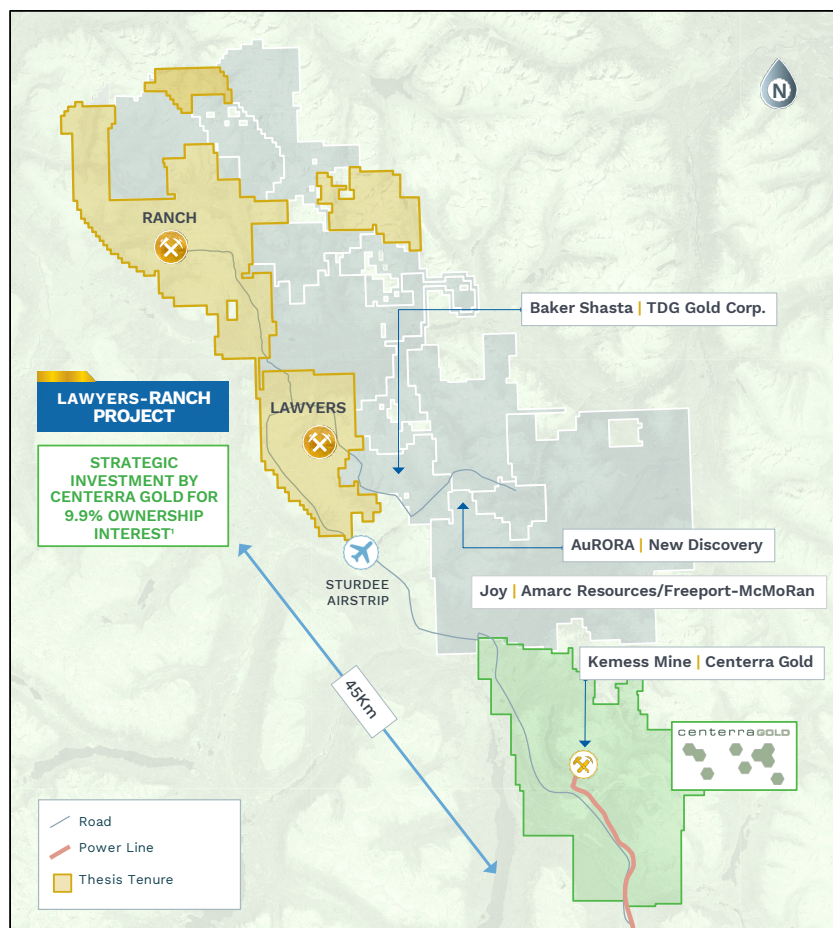 N
RANCH
Baker Shasta | TDG Gold Corp.
LAWYERS-RANCH
PROJECT
LAWYERS
STRATEGIC
INVESTMENT BY
CENTERRA GOLD FOR
9.9% OWNERSHIP
INTEREST¹
AuRORA | New Discovery
STURDEE
AIRSTRIP
Joy | Amarc Resources/Freeport-McMoRan
Kemess Mine | Centerra Gold
45Km
centerraGOLD
Road
Power Line
Thesis Tenure